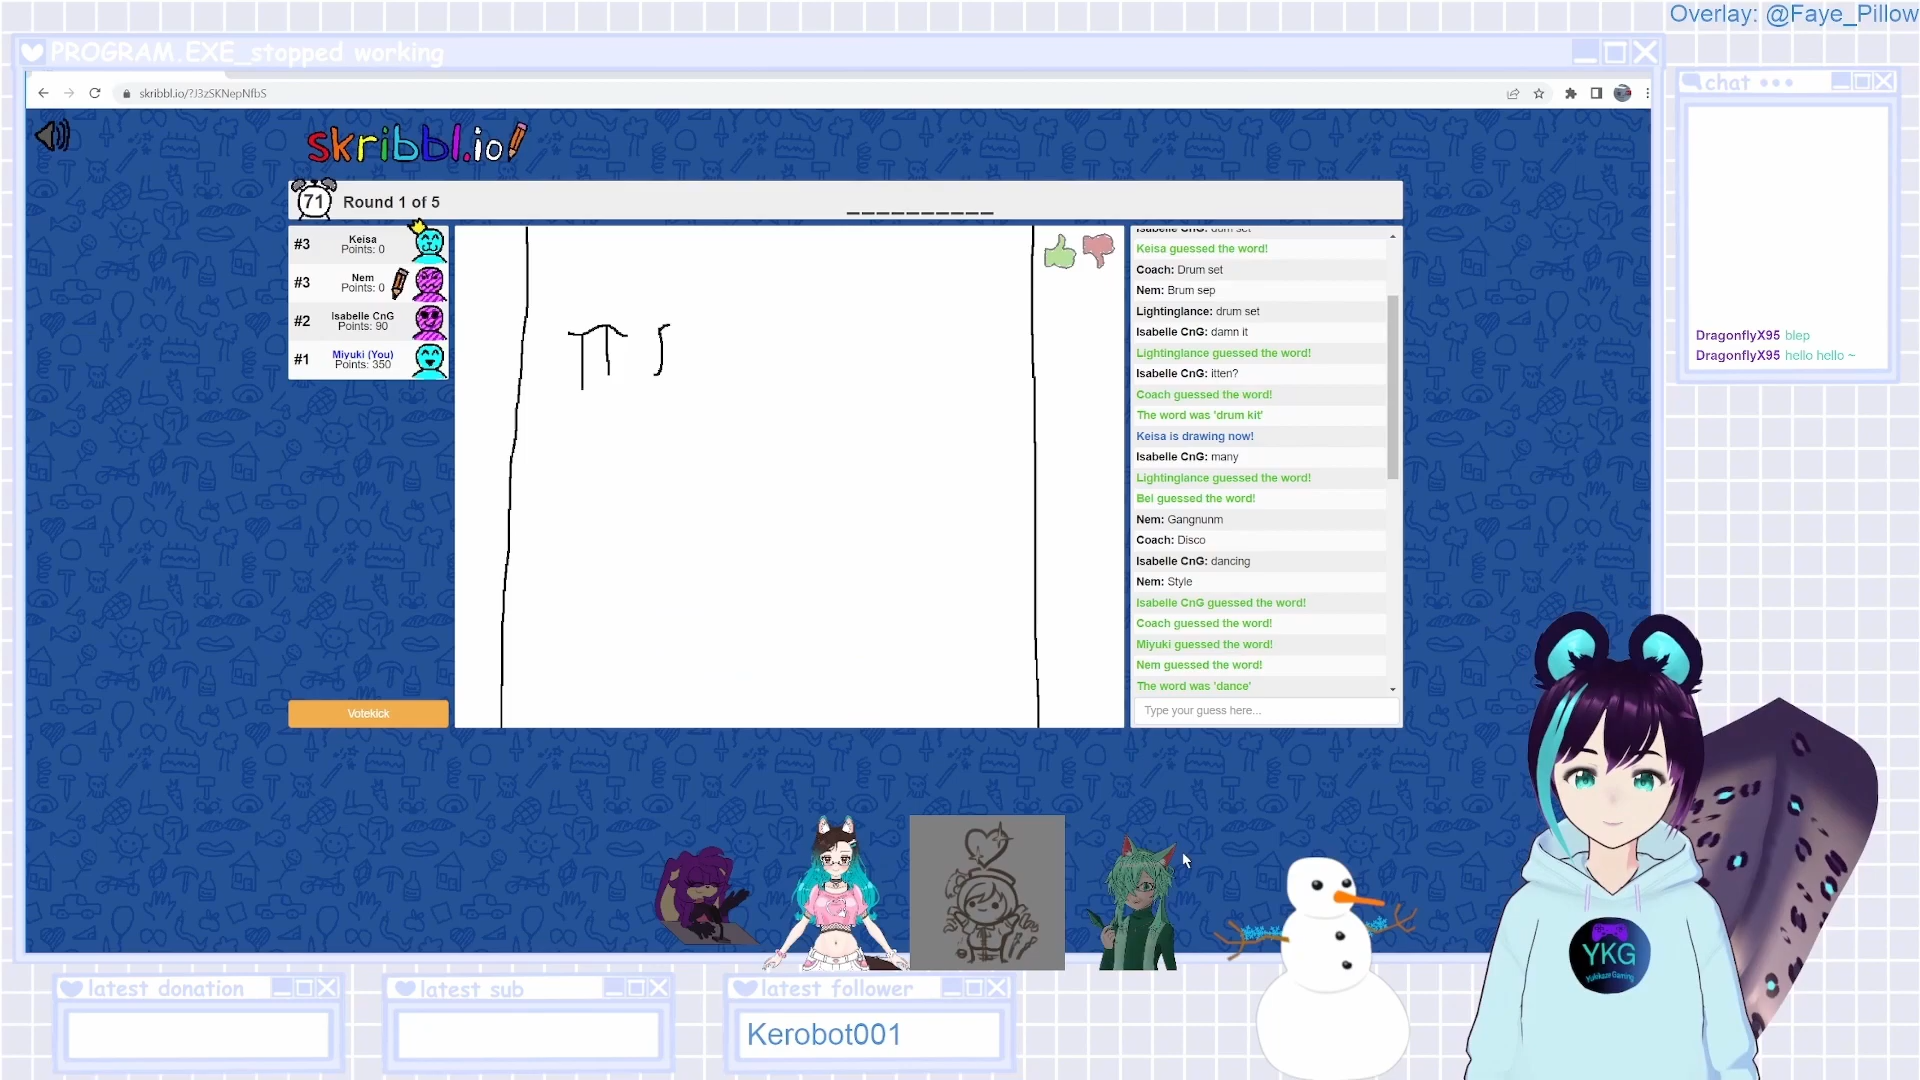 Overlay: @Faye_Pillow
PROGRAM.EXE_stopped working
skribbl.io/?J3zSKNepNfbS
chat
skribbl.io
71
Round 1 of 5
#3 Keisa
Points: 0
#3 Nem
Points: 0
#2 Isabelle CnG
Points: 90
#1 Miyuki (You)
Points: 350
Votekick
Isabelle CnG: dum set
Keisa guessed the word!
Coach: Drum set
Nem: Brum sep
Lightinglance: drum set
Isabelle CnG: damn it
Lightinglance guessed the word!
Isabelle CnG: itten?
Coach guessed the word!
The word was 'drum kit'
Keisa is drawing now!
Isabelle CnG: many
Lightinglance guessed the word!
Bel guessed the word!
Nem: Gangnunm
Coach: Disco
Isabelle CnG: dancing
Nem: Style
Isabelle CnG guessed the word!
Coach guessed the word!
Miyuki guessed the word!
Nem guessed the word!
The word was 'dance'
Type your guess here...
DragonflyX95 blep
DragonflyX95 hello hello ~
YKG
Yukikaze Gaming
latest donation
latest sub
latest follower
Kerobot001